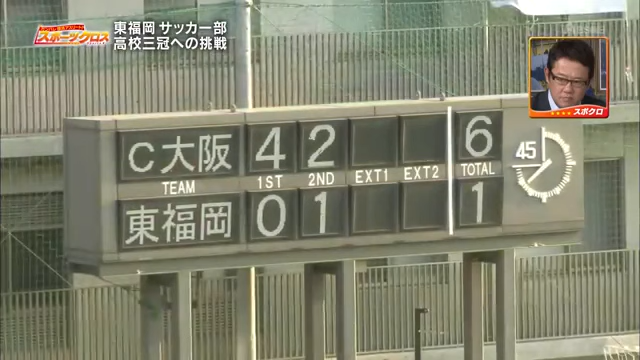 スポーツクロス
東福岡 サッカー部
高校三冠への挑戦
スポクロ
C大阪 4 2 6 45
TEAM 1ST 2ND EXT1 EXT2 TOTAL
東福岡 0 1 1